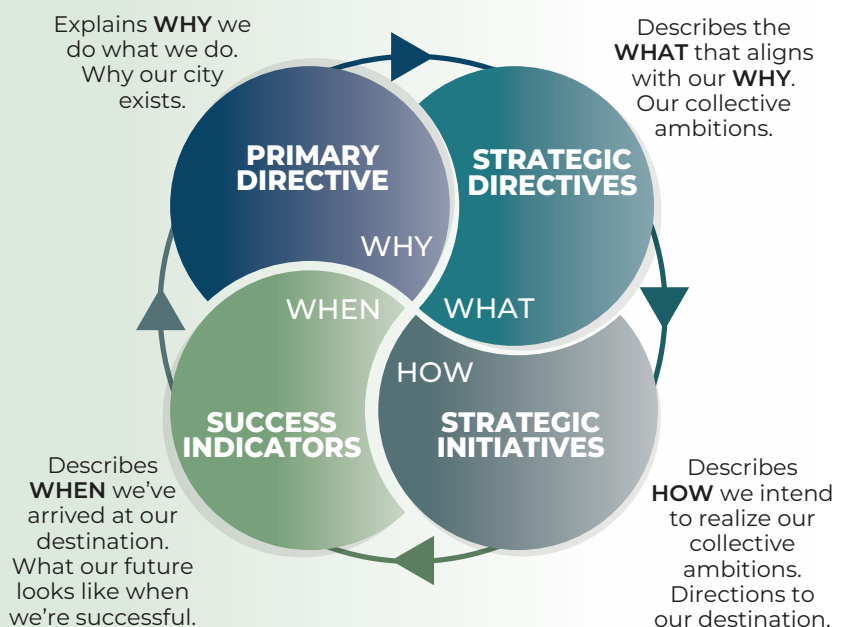 Explains WHY we
do what we do.
Why our city
exists.
Describes the
WHAT that aligns
with our WHY.
Our collective
ambitions.
PRIMARY
DIRECTIVE
WHY
STRATEGIC
DIRECTIVES
WHAT
WHEN
SUCCESS
INDICATORS
HOW
STRATEGIC
INITIATIVES
Describes
WHEN we’ve
arrived at our
destination.
What our future
looks like when
we’re successful.
Describes
HOW we intend
to realize our
collective
ambitions.
Directions to
our destination.